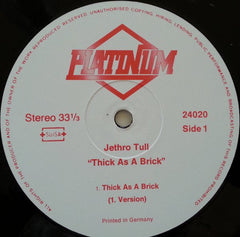 ALL RIGHTS OF THE PRODUCER AND OF THE OWNER OF THE WORK REPRODUCED RESERVED. UNAUTHORISED COPYING, HIRING, LENDING, PUBLIC PERFORMANCE AND BROADCASTING OF THIS RECORD PROHIBITED
PLATINUM
Stereo 33⅓
24020
Side 1
Jethro Tull
"Thick As A Brick"
1. Thick As A Brick
(1. Version)
Printed in Germany